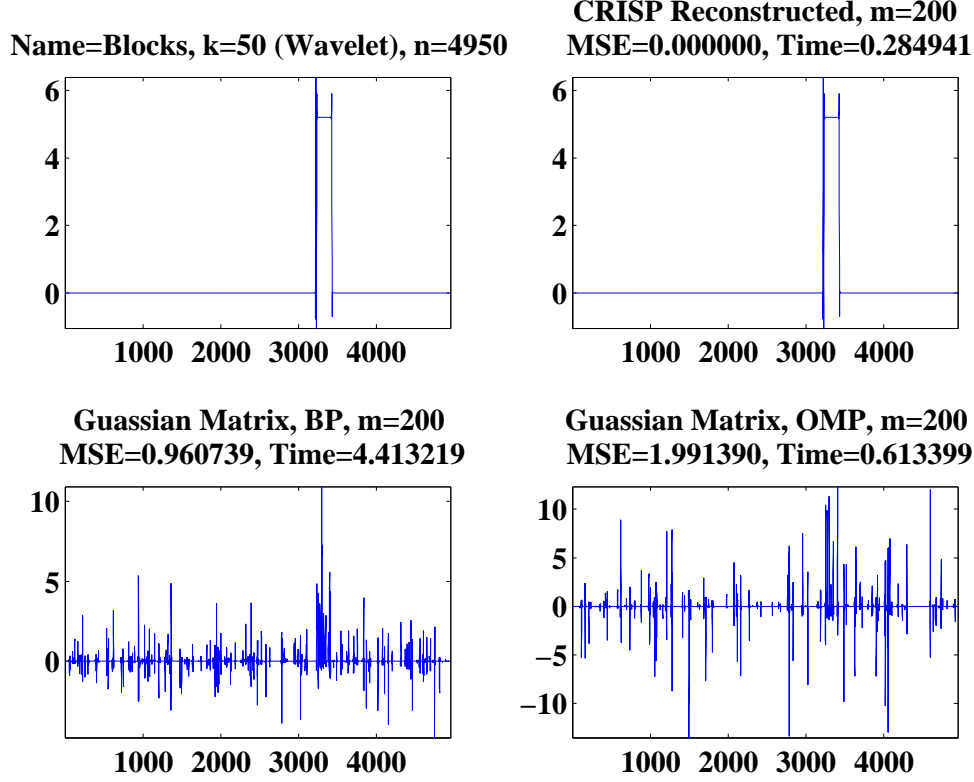 Name=Blocks, k=50 (Wavelet), n=4950
6
4
2
0
1000 2000 3000 4000
CRISP Reconstructed, m=200
MSE=0.000000, Time=0.284941
6
4
2
0
1000 2000 3000 4000
Guassian Matrix, BP, m=200
MSE=0.960739, Time=4.413219
10
5
0
1000 2000 3000 4000
Guassian Matrix, OMP, m=200
MSE=1.991390, Time=0.613399
10
5
0
−5
−10
1000 2000 3000 4000